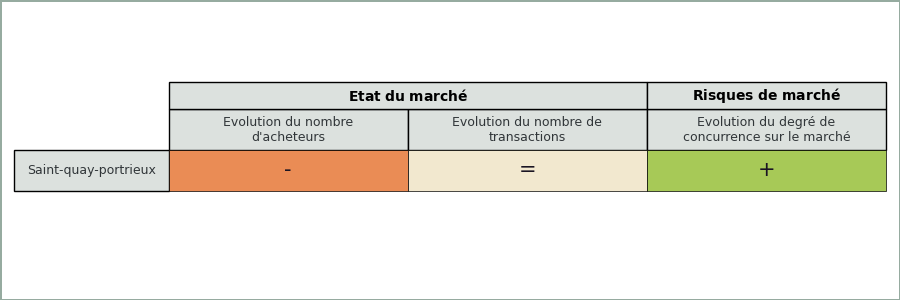 Etat du marché
Risques de marché
Evolution du nombre
d'acheteurs
Evolution du nombre de
transactions
Evolution du degré de
concurrence sur le marché
Saint-quay-portrieux
-
=
+